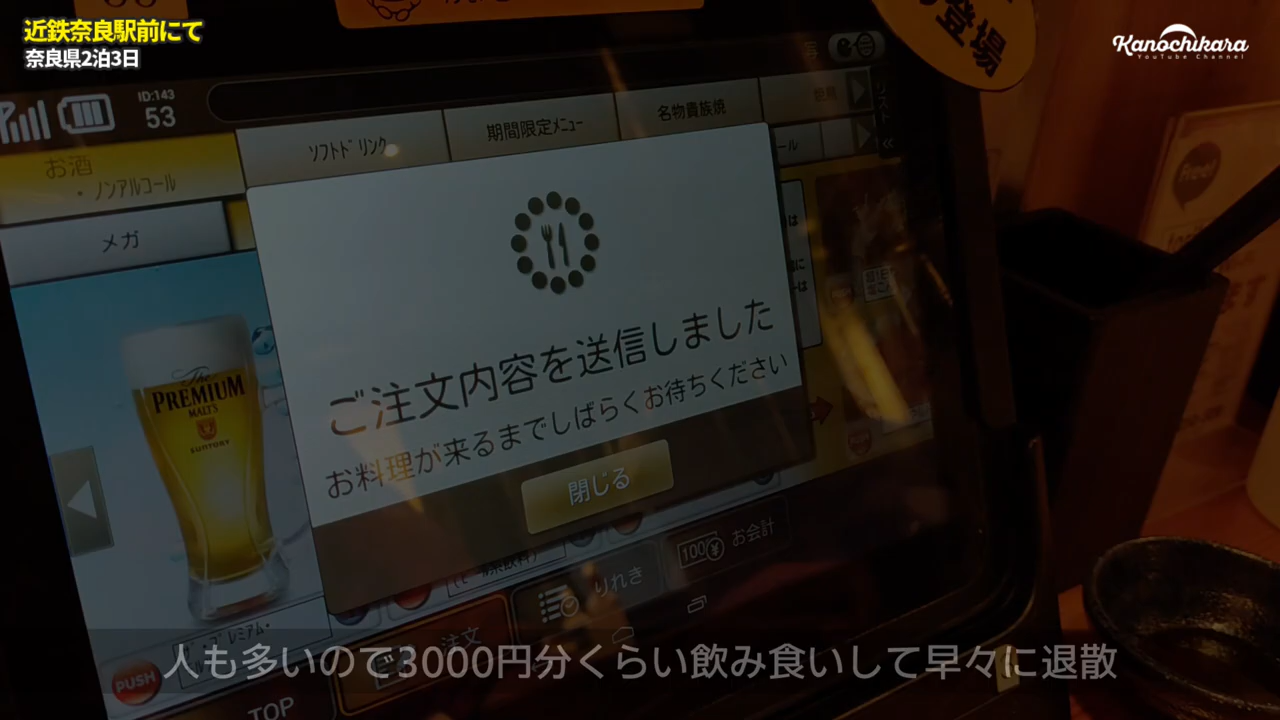 近鉄奈良駅前にて
奈良県2泊3日
Kanochikara
YouTube Channel
の登場
ID:143
53
お酒
・ノンアルコール
ソフトドリンク
期間限定メニュー
名物貴族焼
メガ
The
PREMIUM
MALT'S
SUNTORY
ご注文内容を送信しました
お料理が来るまでしばらくお待ちください
閉じる
お会計
りれき
注文
PUSH
TOP
人も多いので3000円分くらい飲み食いして早々に退散